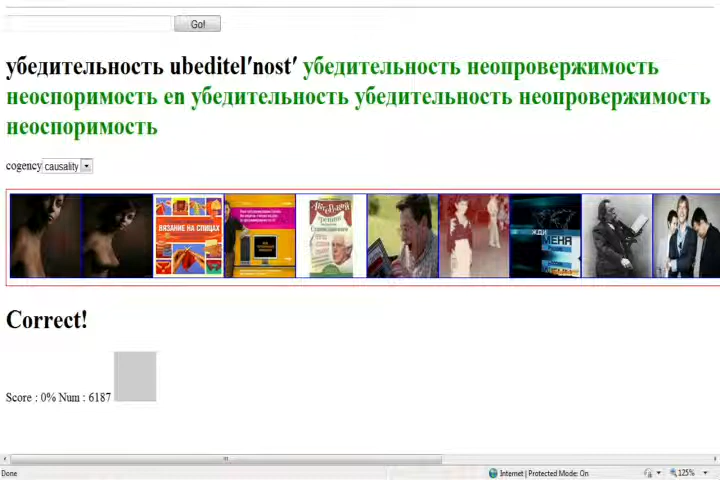 Go!
убедительность ubeditel′nost′ убедительность неопровержимость
неоспоримость en убедительность убедительность неопровержимость
неоспоримость
cogency causality
ВЯЗАНИЕ НА СПИЦАХ
ЖДИ
МЕНЯ
Correct!
Score : 0% Num : 6187
Done
Internet | Protected Mode: On
125%